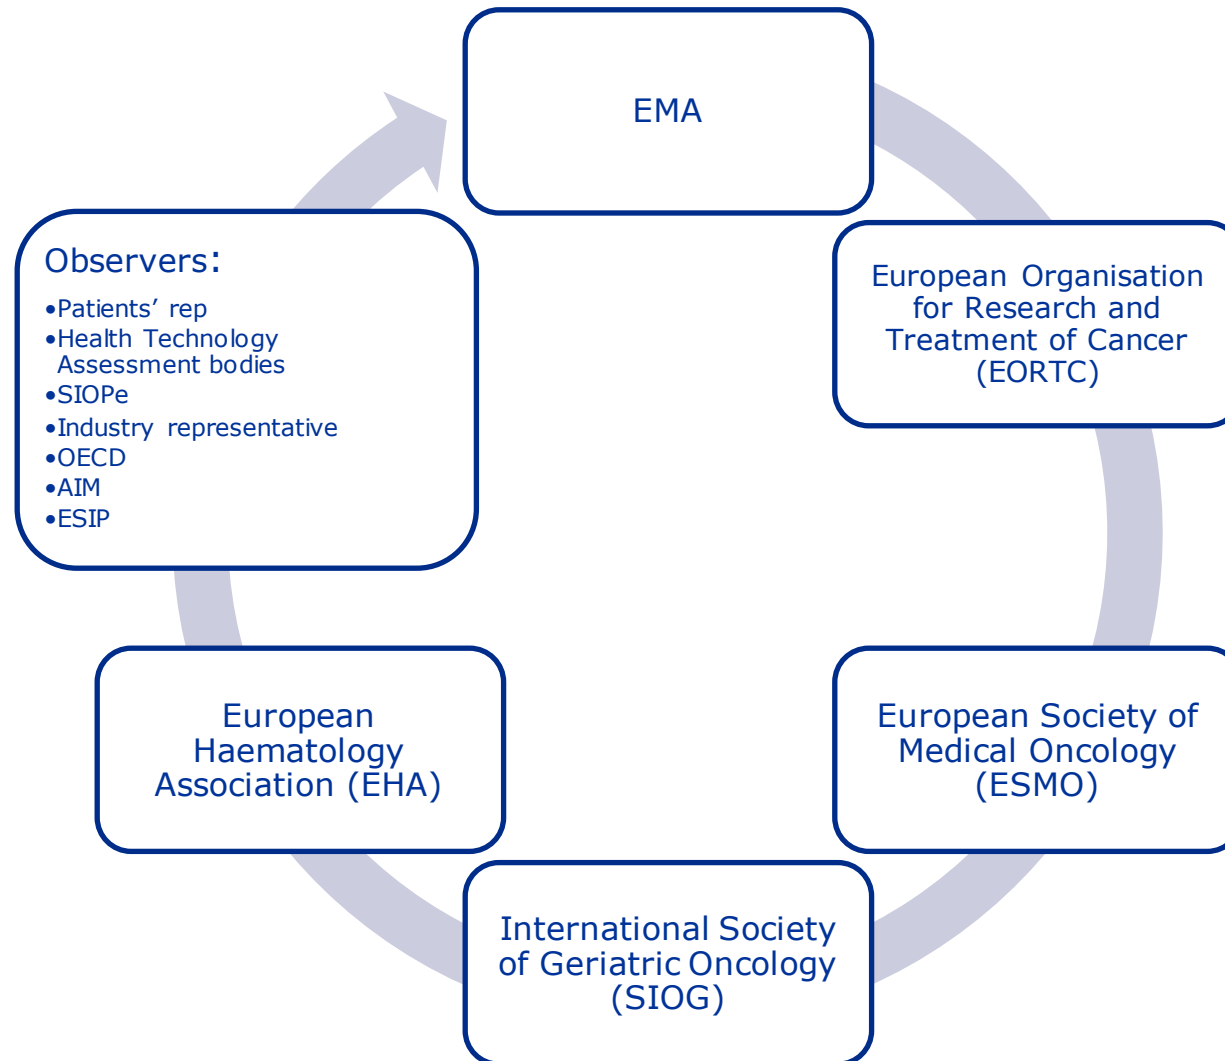 EMA
European Organisation
for Research and
Treatment of Cancer
(EORTC)
European Society of
Medical Oncology
(ESMO)
International Society
of Geriatric Oncology
(SIOG)
European
Haematology
Association (EHA)
Observers:
•Patients’ rep
•Health Technology
Assessment bodies
•SIOPe
•Industry representative
•OECD
•AIM
•ESIP